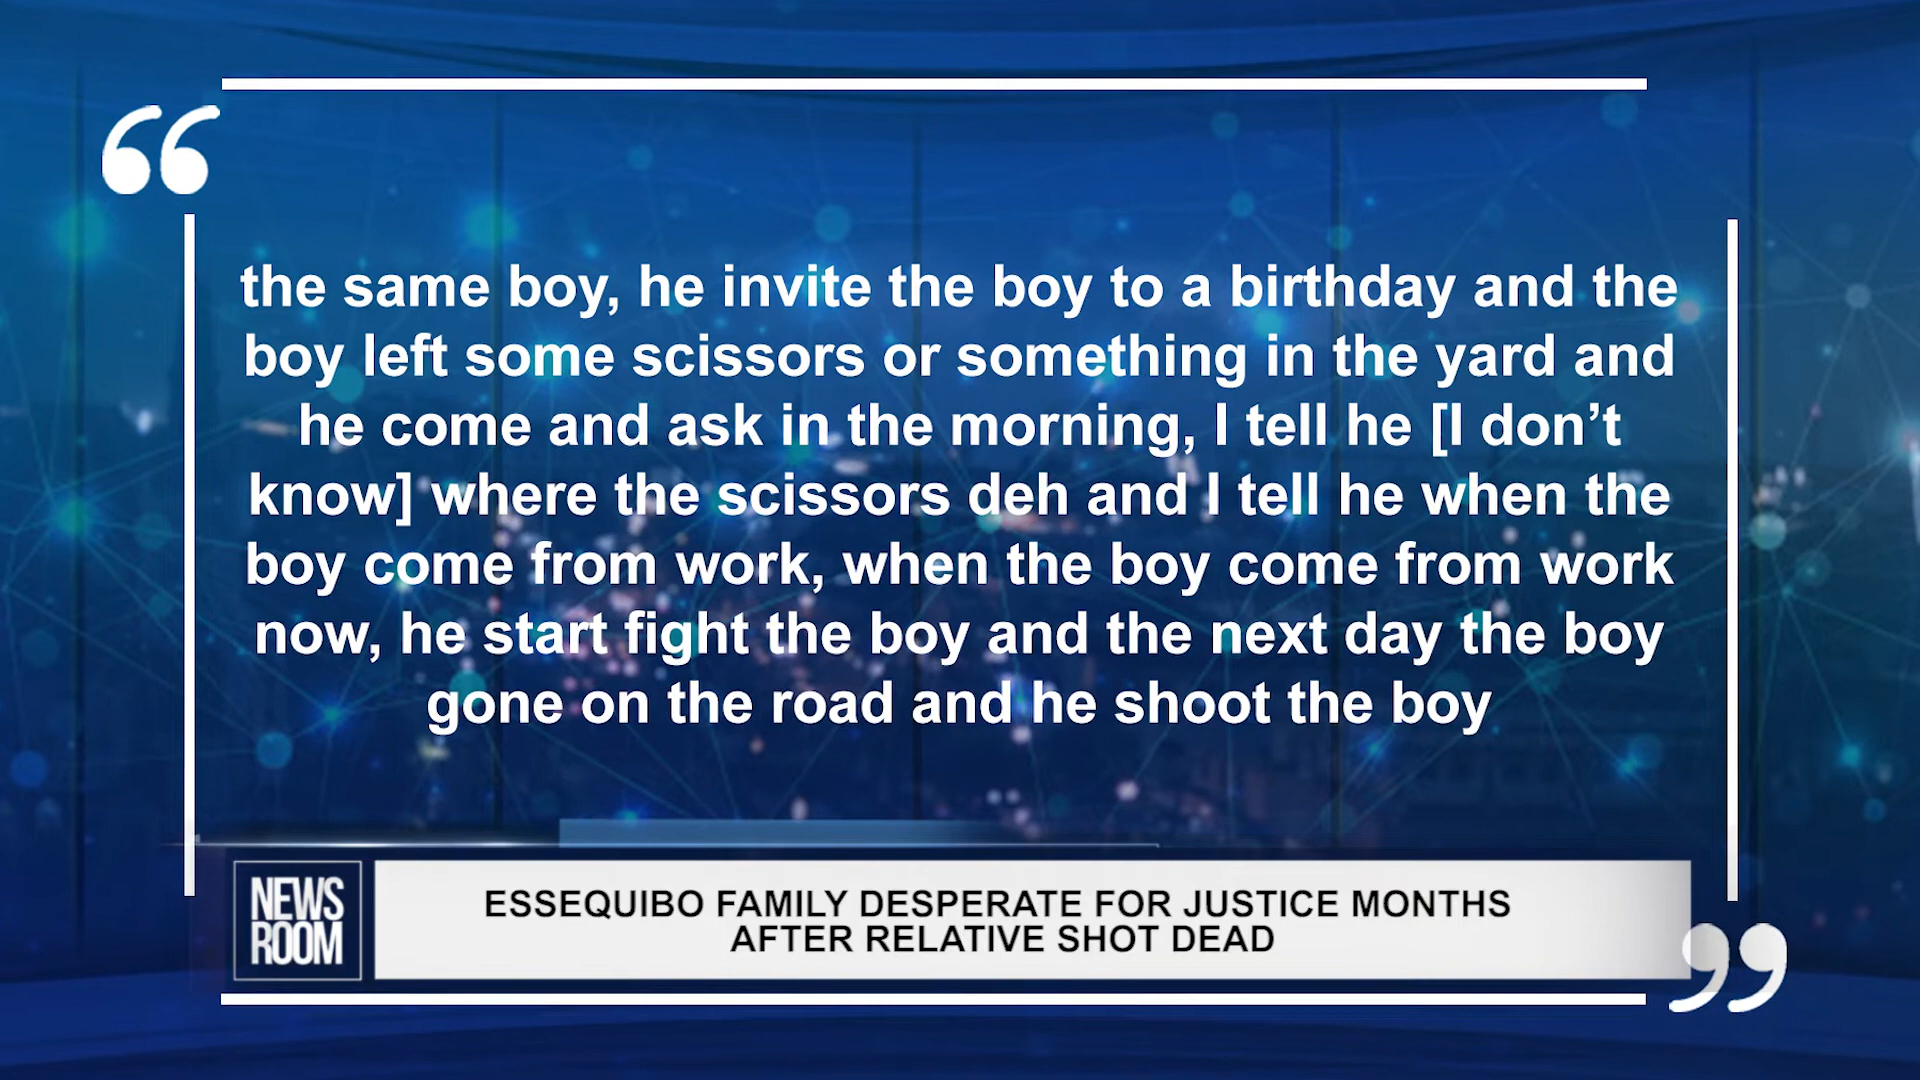 “
the same boy, he invite the boy to a birthday and the
boy left some scissors or something in the yard and
he come and ask in the morning, I tell he [I don’t
know] where the scissors deh and I tell he when the
boy come from work, when the boy come from work
now, he start fight the boy and the next day the boy
gone on the road and he shoot the boy
NEWS
ROOM
ESSEQUIBO FAMILY DESPERATE FOR JUSTICE MONTHS
AFTER RELATIVE SHOT DEAD
”